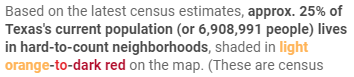 Based on the latest census estimates, approx. 25% of
Texas's current population (or 6,908,991 people) lives
in hard-to-count neighborhoods, shaded in light
orange-to-dark red on the map. (These are census